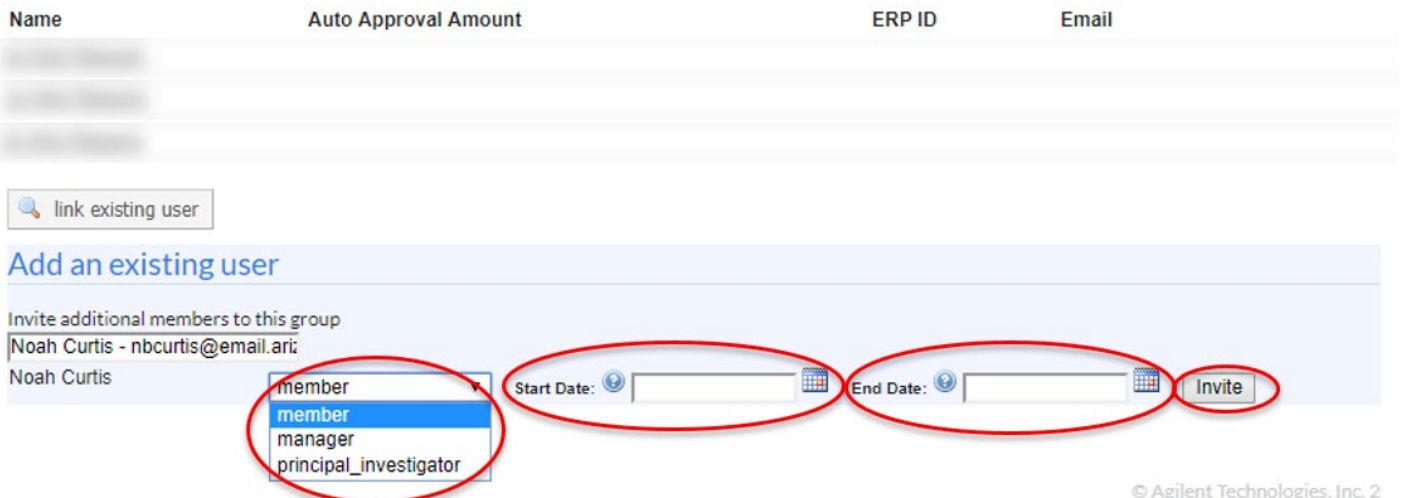 Name Auto Approval Amount ERP ID Email
link existing user
Add an existing user
Invite additional members to this group
Noah Curtis - nbcurtis@email.ariz
Noah Curtis member Start Date: End Date: Invite
member
manager
principal_investigator
© Agilent Technologies, Inc. 2